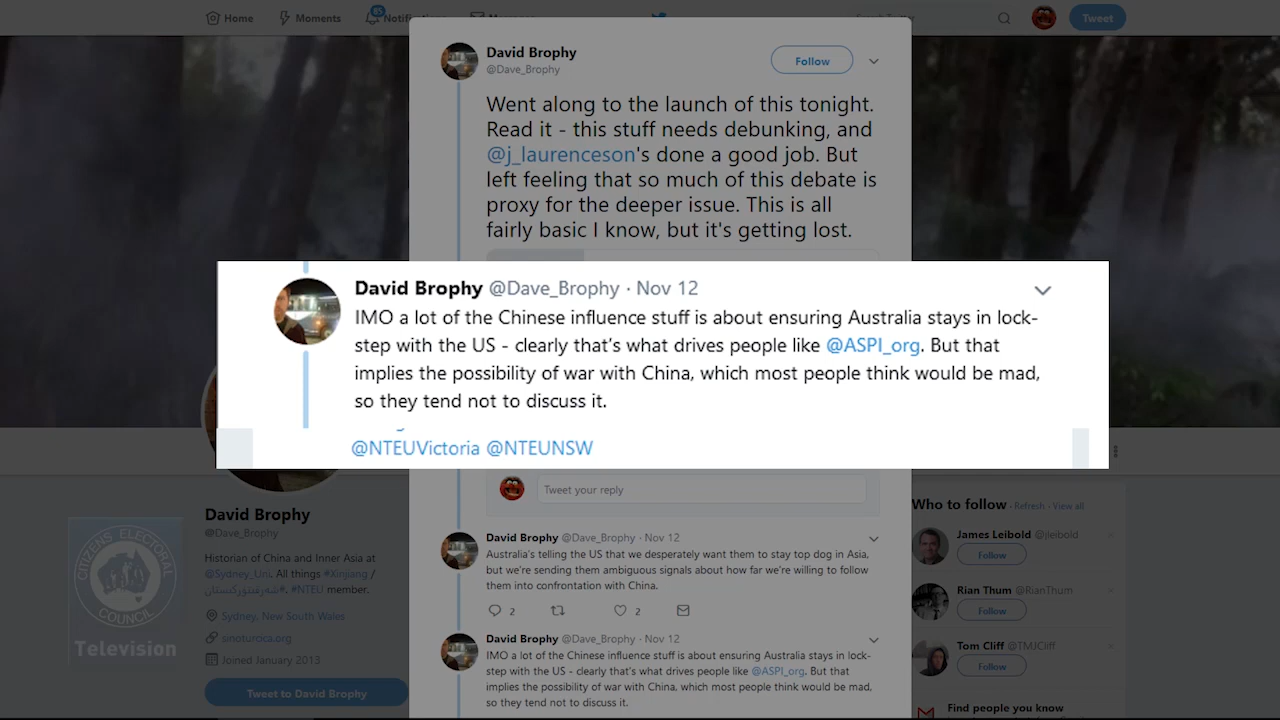 Home
Moments
65
Tweet
David Brophy
@Dave_Brophy
Follow
Went along to the launch of this tonight.
Read it - this stuff needs debunking, and
@j_laurenceson's done a good job. But
left feeling that so much of this debate is
proxy for the deeper issue. This is all
fairly basic I know, but it's getting lost.
David Brophy @Dave_Brophy · Nov 12
IMO a lot of the Chinese influence stuff is about ensuring Australia stays in lock-
step with the US - clearly that's what drives people like @ASPI_org. But that
implies the possibility of war with China, which most people think would be mad,
so they tend not to discuss it.
@NTEUVictoria @NTEUNSW
Tweet your reply
David Brophy @Dave_Brophy · Nov 12
Australia's telling the US that we desperately want them to stay top dog in Asia,
but we're sending them ambiguous signals about how far we're willing to follow
them into confrontation with China.
2
2
David Brophy @Dave_Brophy · Nov 12
IMO a lot of the Chinese influence stuff is about ensuring Australia stays in lock-
step with the US - clearly that's what drives people like @ASPI_org. But that
implies the possibility of war with China, which most people think would be mad,
so they tend not to discuss it.
David Brophy
@Dave_Brophy
Historian of China and Inner Asia at
@Sydney_Uni. All things #Xinjiang /
#NTEU member.
Sydney, New South Wales
sinoturcica.org
Joined January 2013
Tweet to David Brophy
CITIZENS ELECTORAL
COUNCIL
Television
Who to follow · Refresh · View all
James Leibold @jleibold
Follow
Rian Thum @RianThum
Follow
Tom Cliff @TMJCliff
Follow
Find people you know